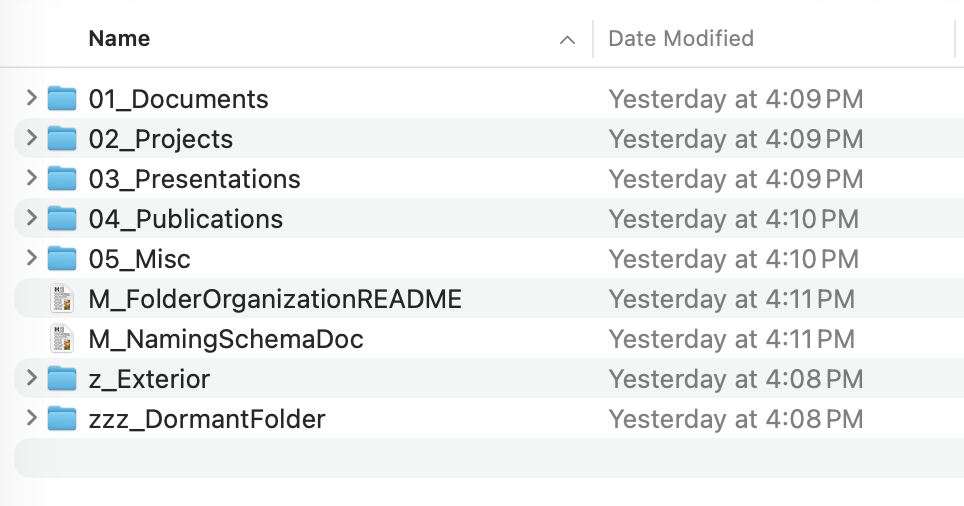 Name Date Modified
01_Documents Yesterday at 4:09 PM
02_Projects Yesterday at 4:09 PM
03_Presentations Yesterday at 4:09 PM
04_Publications Yesterday at 4:10 PM
05_Misc Yesterday at 4:10 PM
M_FolderOrganizationREADME Yesterday at 4:11 PM
M_NamingSchemaDoc Yesterday at 4:11 PM
z_Exterior Yesterday at 4:08 PM
zzz_DormantFolder Yesterday at 4:08 PM